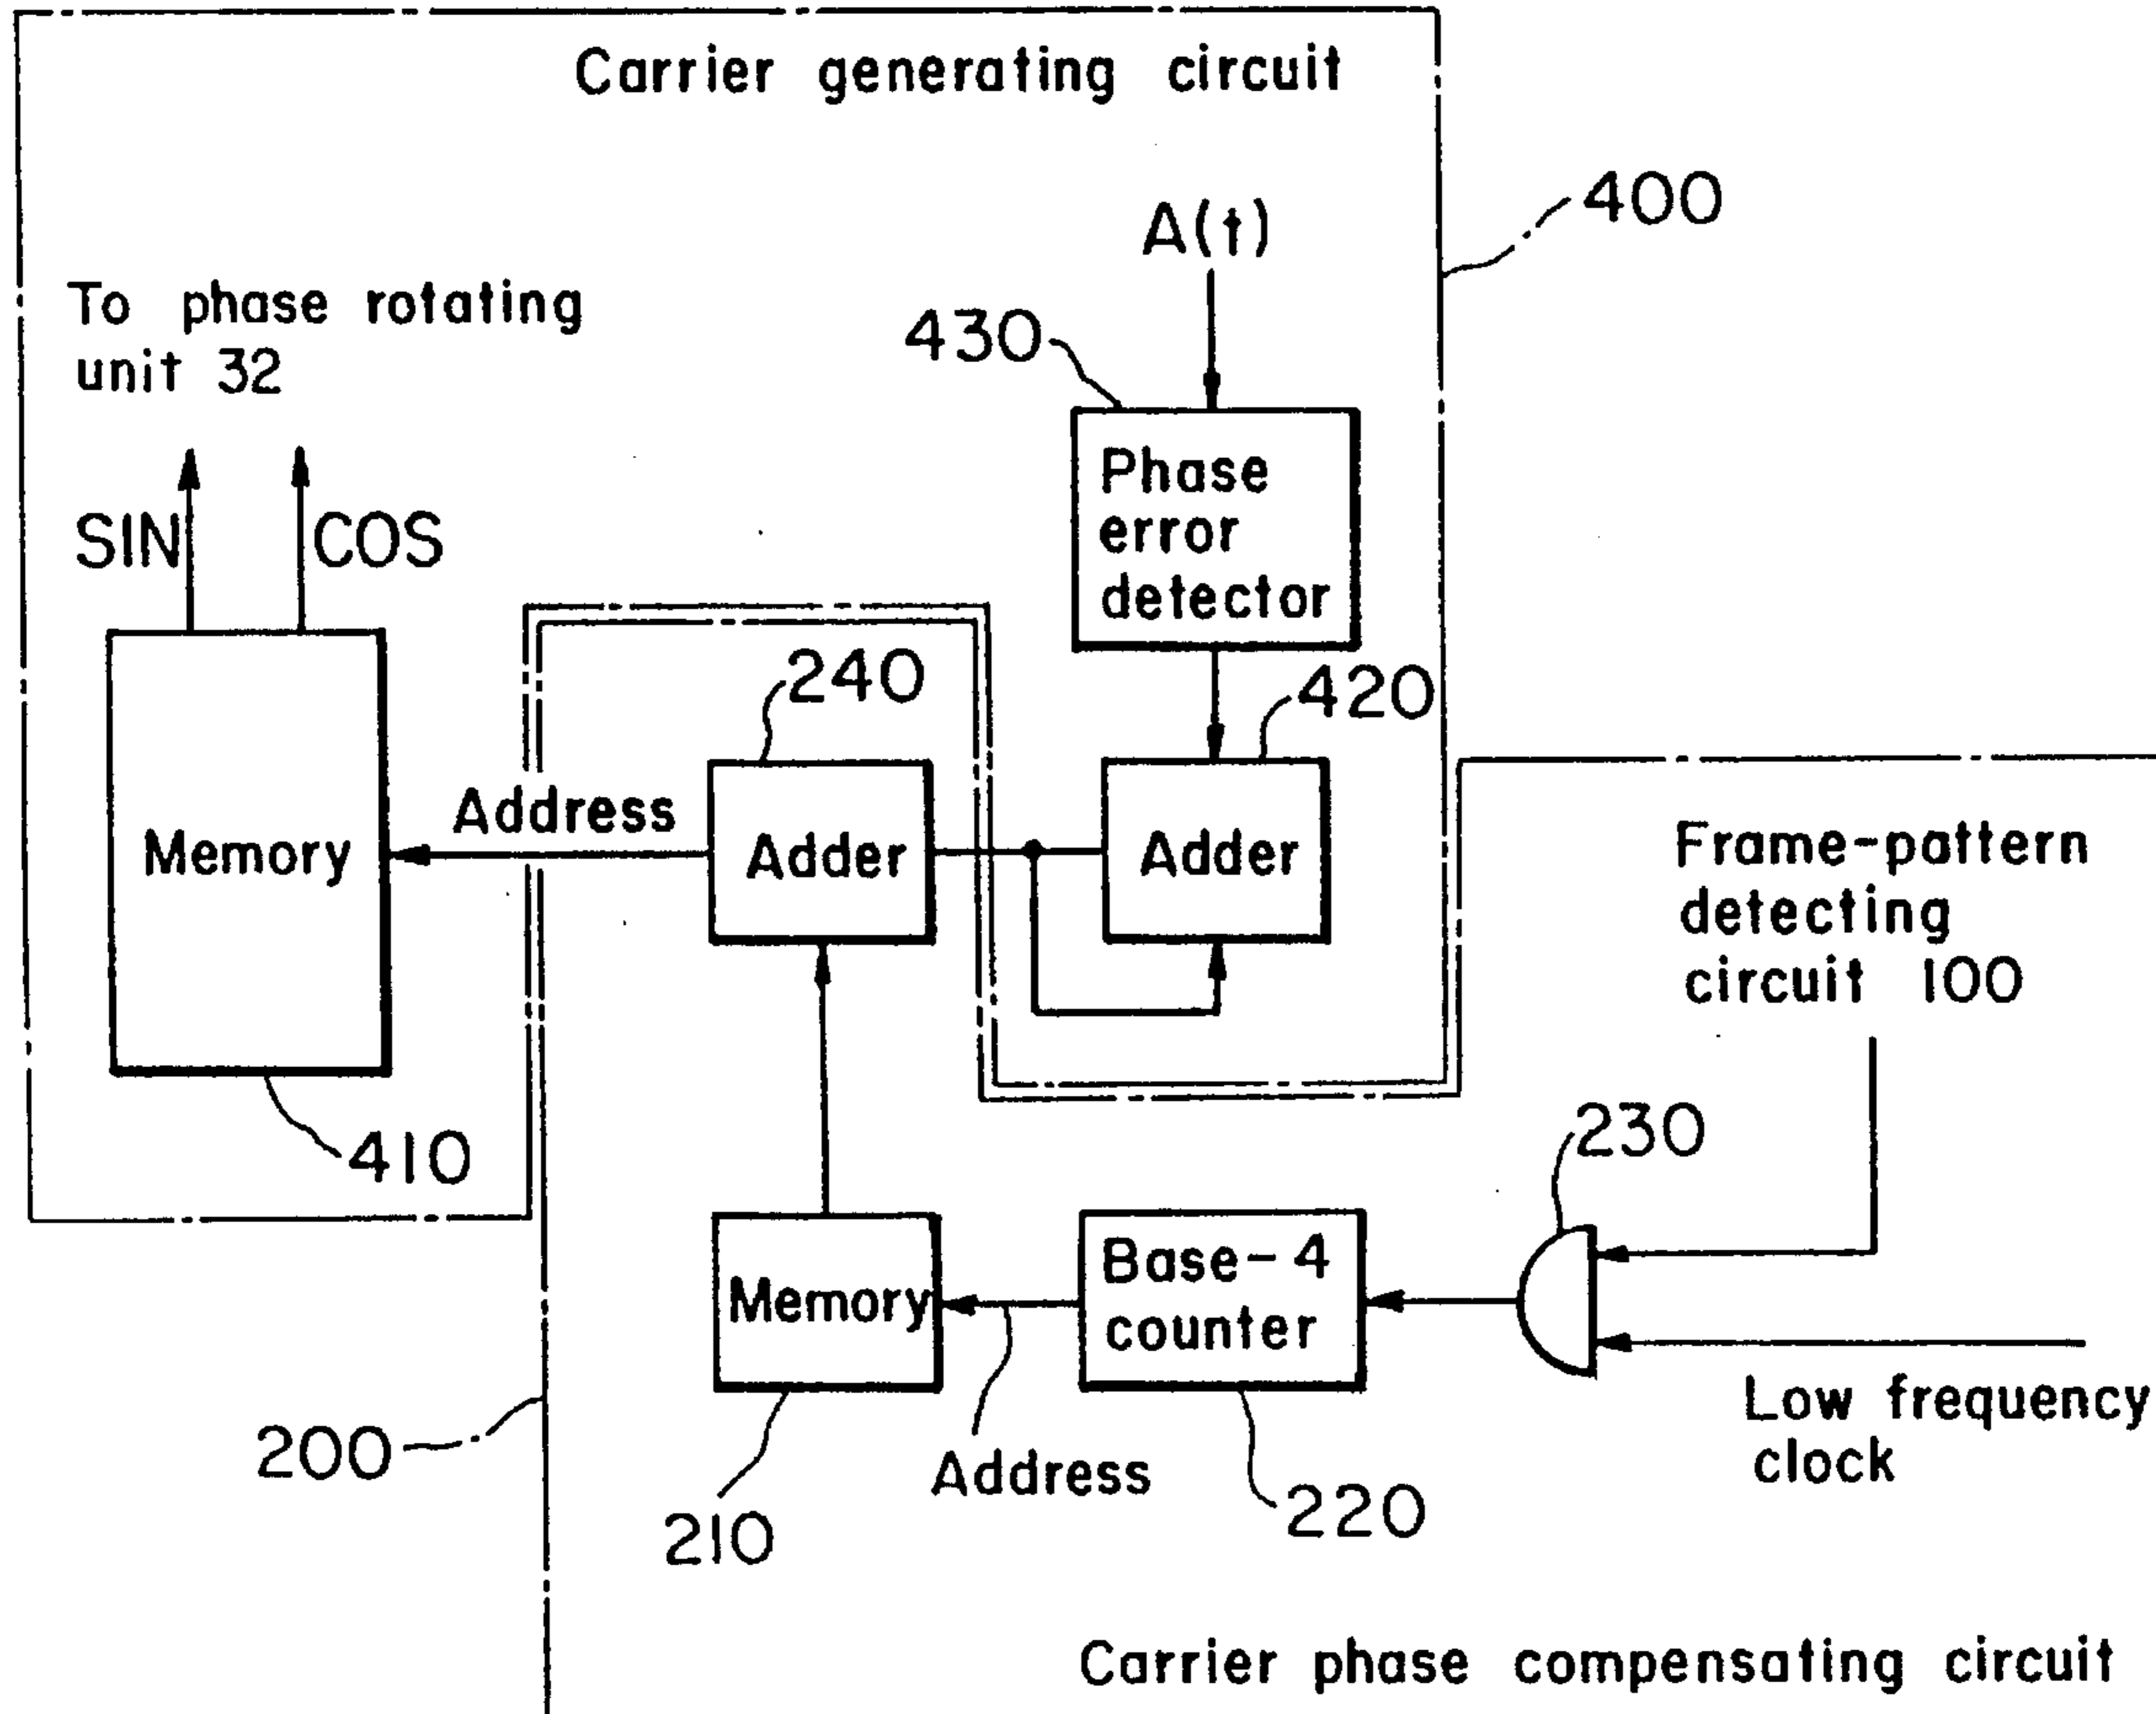 Carrier generating circuit
400
A(t)
To phase rotating
unit 32
430
SIN
COS
Phase
error
detector
240
420
Address
Memory
Adder
Adder
Frame-pattern
detecting
circuit 100
410
230
Memory
Base-4
counter
200
Address
Low frequency
clock
210
220
Carrier phase compensating circuit